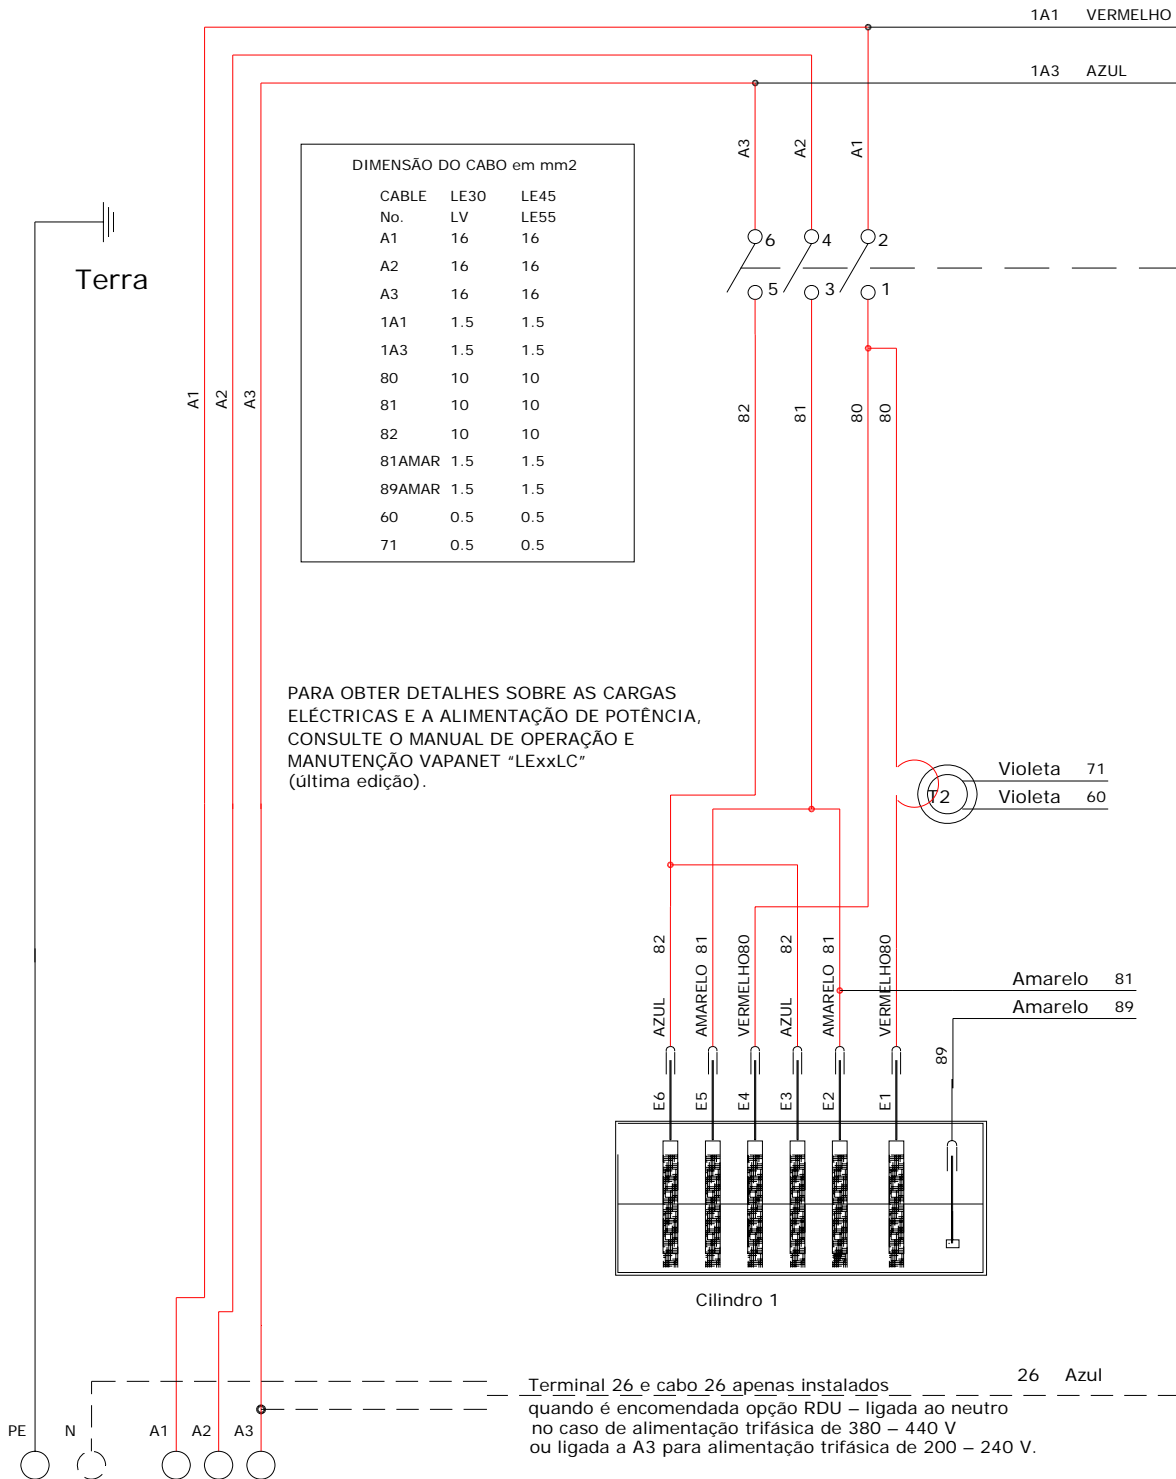 1A1 VERMELHO
1A3 AZUL
A3 A2 A1
DIMENSÃO DO CABO em mm2
CABLE LE30 LE45
No. LV LE55
A1 16 16
A2 16 16
A3 16 16
1A1 1.5 1.5
1A3 1.5 1.5
80 10 10
81 10 10
82 10 10
81AMAR 1.5 1.5
89AMAR 1.5 1.5
60 0.5 0.5
71 0.5 0.5
Terra
6 4 2
5 3 1
A1 A2 A3
82 81 80 80
PARA OBTER DETALHES SOBRE AS CARGAS
ELÉCTRICAS E A ALIMENTAÇÃO DE POTÊNCIA,
CONSULTE O MANUAL DE OPERAÇÃO E
MANUTENÇÃO VAPANET “LExxLC”
(última edição).
T2
Violeta 71
Violeta 60
AZUL 82
AMARELO 81
VERMELHO80
AZUL 82
AMARELO 81
VERMELHO80
Amarelo 81
Amarelo 89
89
E6 E5 E4 E3 E2 E1
Cilindro 1
26 Azul
Terminal 26 e cabo 26 apenas instalados
quando é encomendada opção RDU – ligada ao neutro
no caso de alimentação trifásica de 380 – 440 V
ou ligada a A3 para alimentação trifásica de 200 – 240 V.
PE N A1 A2 A3